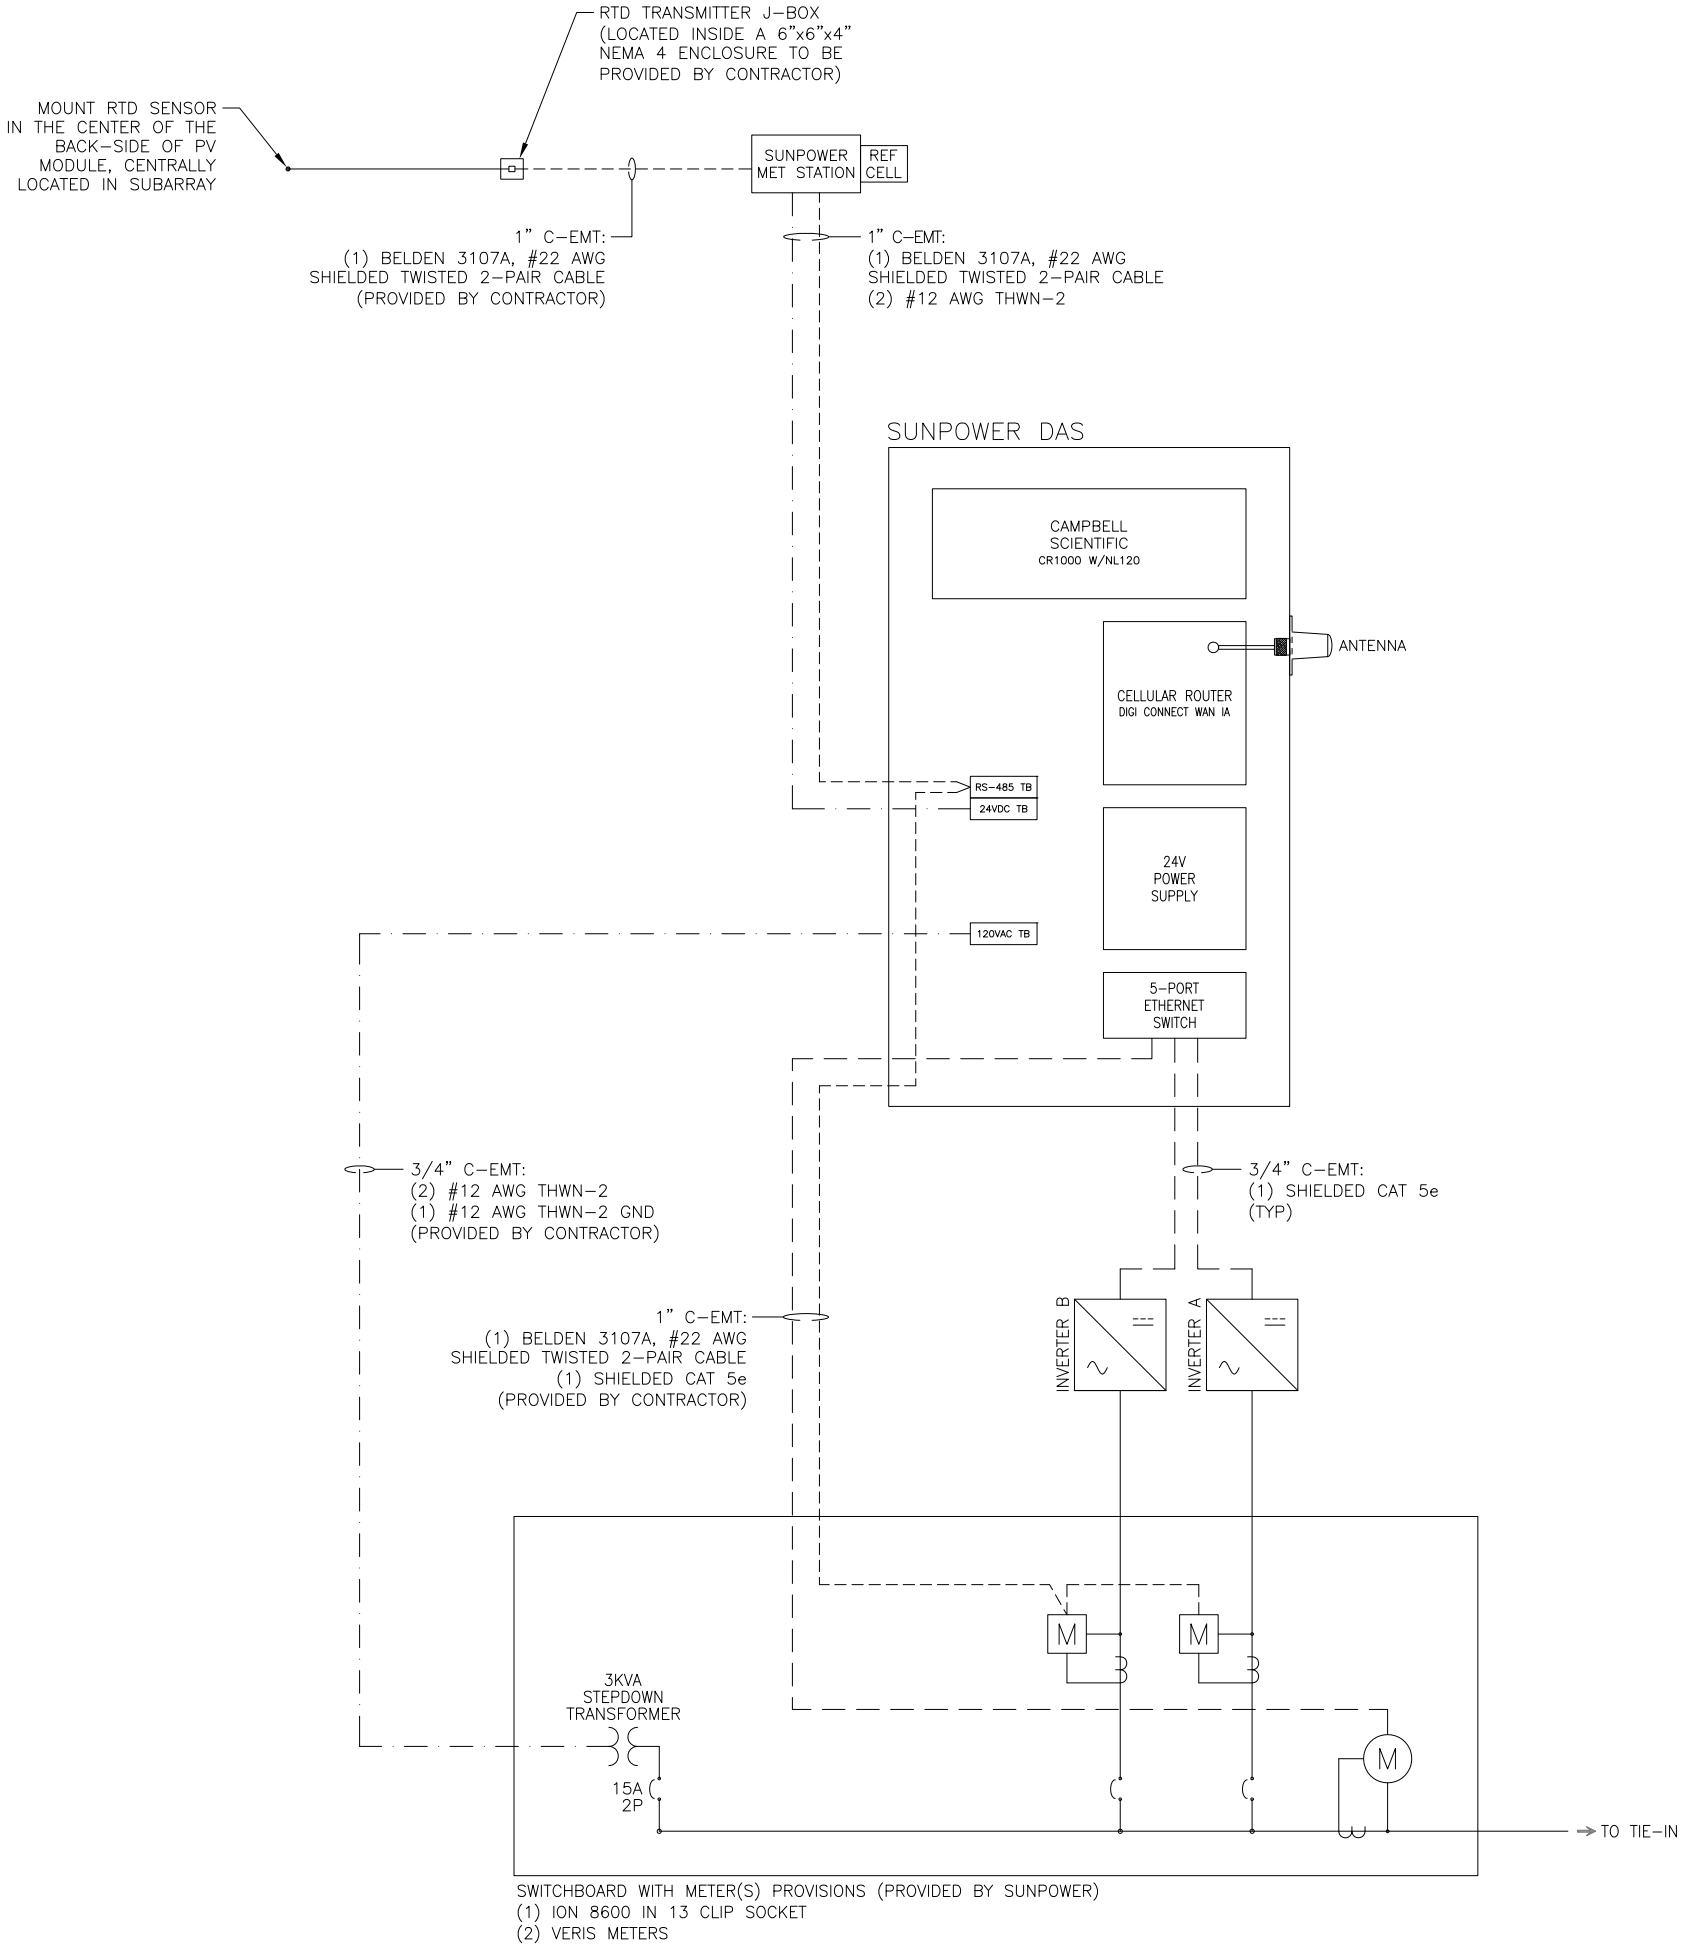 RTD TRANSMITTER J-BOX
(LOCATED INSIDE A 6"x6"x4"
NEMA 4 ENCLOSURE TO BE
PROVIDED BY CONTRACTOR)
MOUNT RTD SENSOR
IN THE CENTER OF THE
BACK-SIDE OF PV
MODULE, CENTRALLY
LOCATED IN SUBARRAY
SUNPOWER
MET STATION
REF
CELL
1" C-EMT:
(1) BELDEN 3107A, #22 AWG
SHIELDED TWISTED 2-PAIR CABLE
(PROVIDED BY CONTRACTOR)
1" C-EMT:
(1) BELDEN 3107A, #22 AWG
SHIELDED TWISTED 2-PAIR CABLE
(2) #12 AWG THWN-2
SUNPOWER DAS
CAMPBELL
SCIENTIFIC
CR1000 W/NL120
ANTENNA
CELLULAR ROUTER
DIGI CONNECT WAN IA
RS-485 TB
24VDC TB
24V
POWER
SUPPLY
120VAC TB
5-PORT
ETHERNET
SWITCH
3/4" C-EMT:
(2) #12 AWG THWN-2
(1) #12 AWG THWN-2 GND
(PROVIDED BY CONTRACTOR)
3/4" C-EMT:
(1) SHIELDED CAT 5e
(TYP)
1" C-EMT:
(1) BELDEN 3107A, #22 AWG
SHIELDED TWISTED 2-PAIR CABLE
(1) SHIELDED CAT 5e
(PROVIDED BY CONTRACTOR)
INVERTER B
INVERTER A
M
M
3KVA
STEPDOWN
TRANSFORMER
M
15A
2P
TO TIE-IN
SWITCHBOARD WITH METER(S) PROVISIONS (PROVIDED BY SUNPOWER)
(1) ION 8600 IN 13 CLIP SOCKET
(2) VERIS METERS